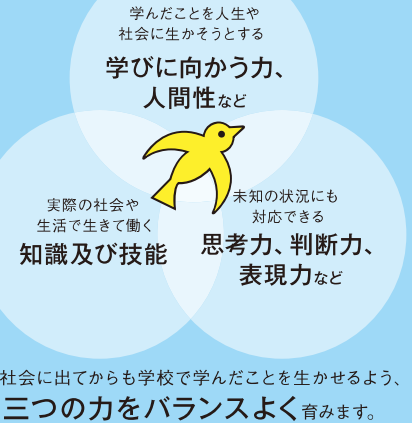 学んだことを人生や
社会に生かそうとする
学びに向かう力、
人間性など
実際の社会や
生活で生きて働く
知識及び技能
未知の状況にも
対応できる
思考力、判断力、
表現力など
社会に出てからも学校で学んだことを生かせるよう、
三つの力をバランスよく育みます。